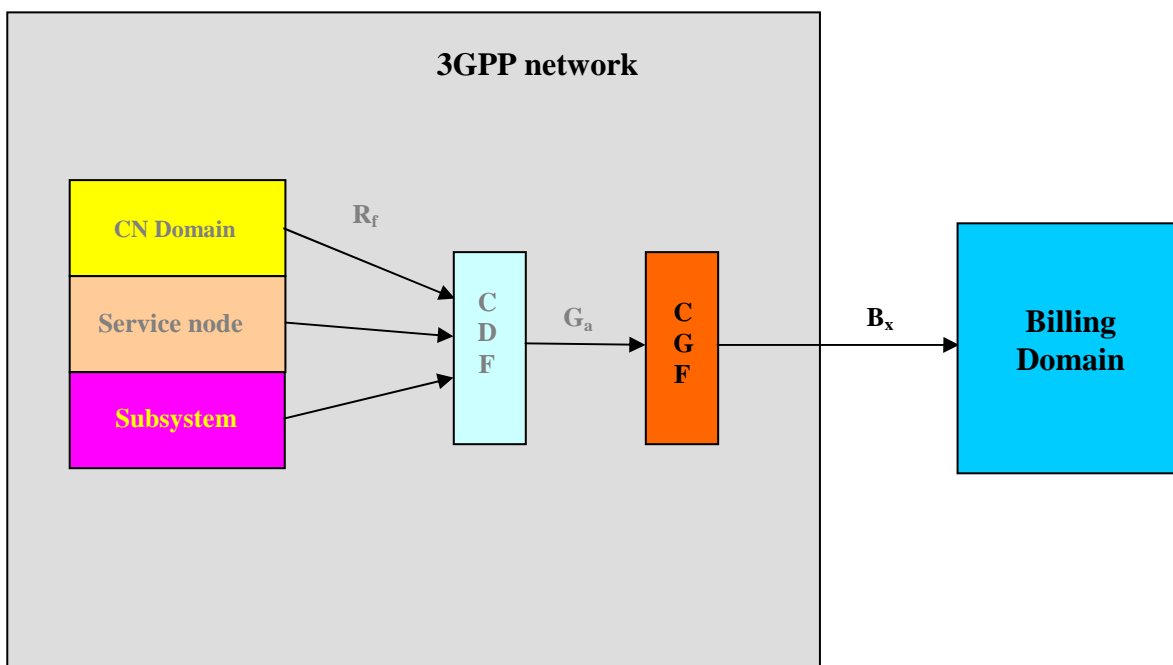 3GPP network
CN Domain
Service node
Subsystem
Rf
C
D
F
Ga
C
G
F
Bx
Billing
Domain